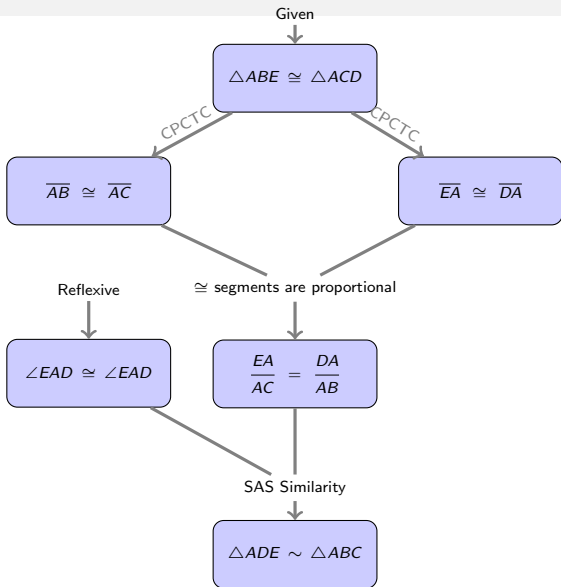 Given
△ABE ≅ △ACD
CPCTC
CPCTC
AB ≅ AC
EA ≅ DA
≅ segments are proportional
Reflexive
∠EAD ≅ ∠EAD
EA/AC = DA/AB
SAS Similarity
△ADE ∼ △ABC